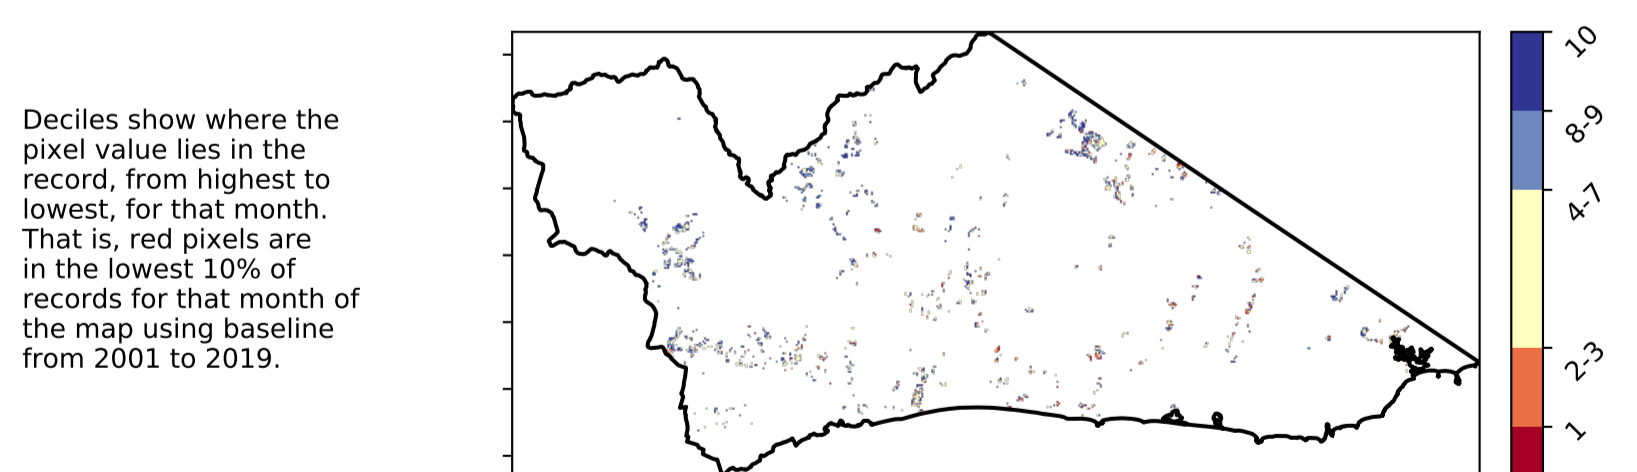 Deciles show where the
pixel value lies in the
record, from highest to
lowest, for that month.
That is, red pixels are
in the lowest 10% of
records for that month of
the map using baseline
from 2001 to 2019.
10
8-9
4-7
2-3
1